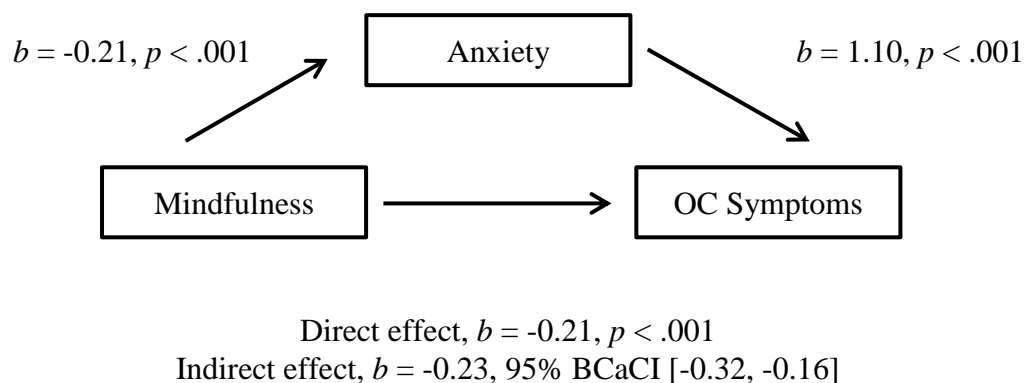 b = -0.21, p < .001
Anxiety
b = 1.10, p < .001
Mindfulness
OC Symptoms
Direct effect, b = -0.21, p < .001
Indirect effect, b = -0.23, 95% BCaCI [-0.32, -0.16]